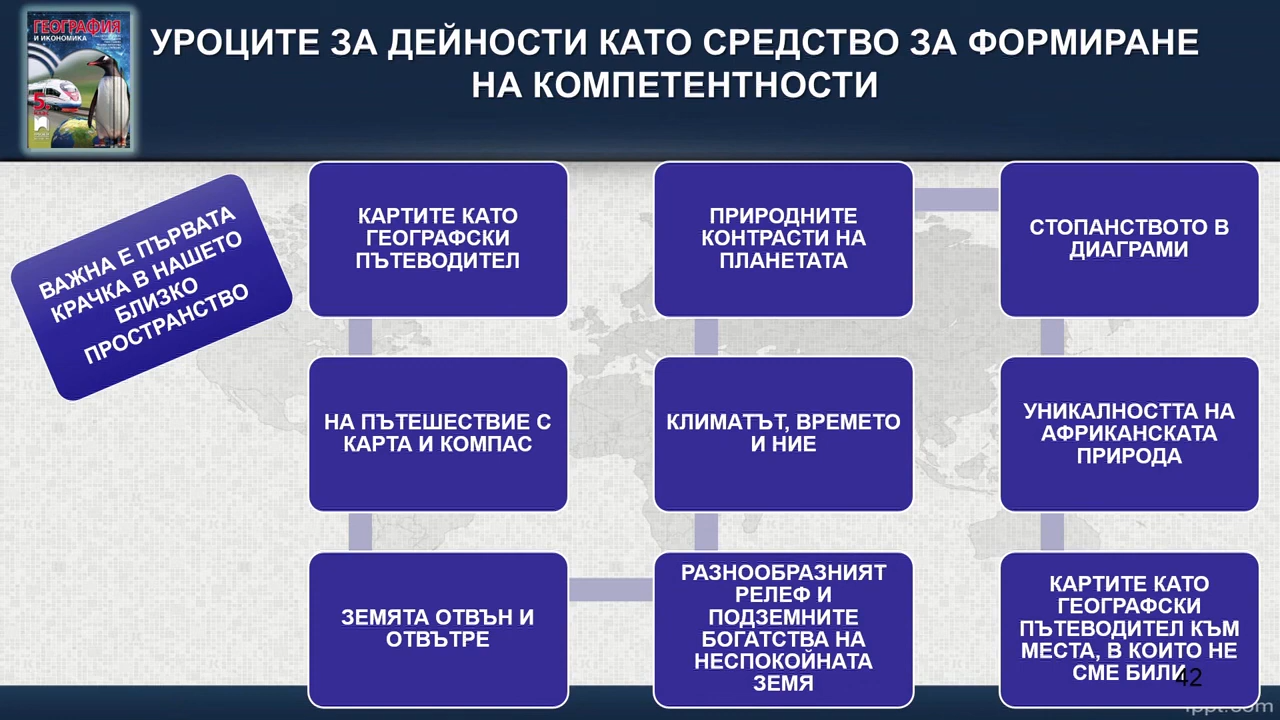 ГЕОГРАФИЯ
И ИКОНОМИКА
5
УРОЦИТЕ ЗА ДЕЙНОСТИ КАТО СРЕДСТВО ЗА ФОРМИРАНЕ
НА КОМПЕТЕНТНОСТИ
ВАЖНА Е ПЪРВАТА
КРАЧКА В НАШЕТО
БЛИЗКО
ПРОСТРАНСТВО
КАРТИТЕ КАТО
ГЕОГРАФСКИ
ПЪТЕВОДИТЕЛ
НА ПЪТЕШЕСТВИЕ С
КАРТА И КОМПАС
ЗЕМЯТА ОТВЪН И
ОТВЪТРЕ
РАЗНООБРАЗНИЯТ
РЕЛЕФ И
ПОДЗЕМНИТЕ
БОГАТСТВА НА
НЕСПОКОЙНАТА
ЗЕМЯ
КЛИМАТЪТ, ВРЕМЕТО
И НИЕ
ПРИРОДНИТЕ
КОНТРАСТИ НА
ПЛАНЕТАТА
СТОПАНСТВОТО В
ДИАГРАМИ
УНИКАЛНОСТТА НА
АФРИКАНСКАТА
ПРИРОДА
КАРТИТЕ КАТО
ГЕОГРАФСКИ
ПЪТЕВОДИТЕЛ КЪМ
МЕСТА, В КОИТО НЕ
СМЕ БИЛИ
42
fppt.com